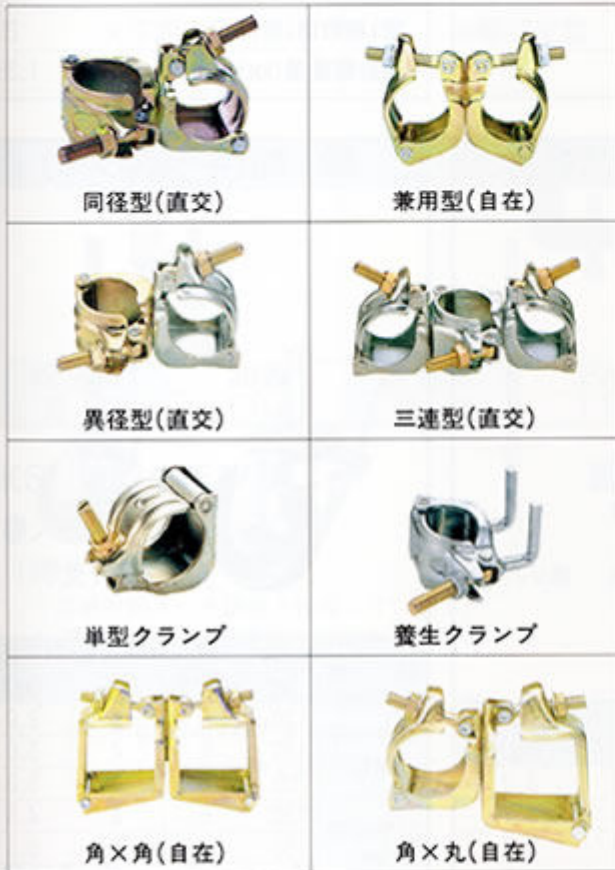 同径型(直交)
兼用型(自在)
異径型(直交)
三連型(直交)
単型クランプ
養生クランプ
角×角(自在)
角×丸(自在)